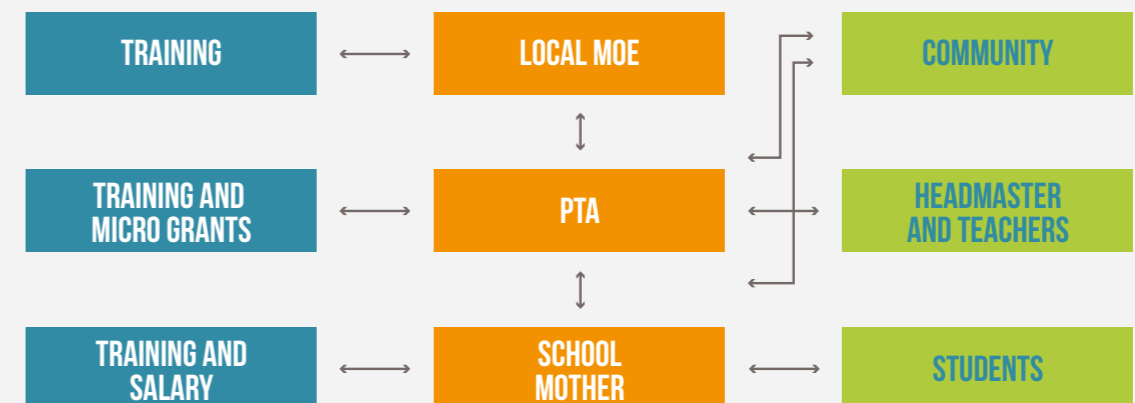 TRAINING
LOCAL MOE
COMMUNITY
TRAINING AND
MICRO GRANTS
PTA
HEADMASTER
AND TEACHERS
TRAINING AND
SALARY
SCHOOL
MOTHER
STUDENTS